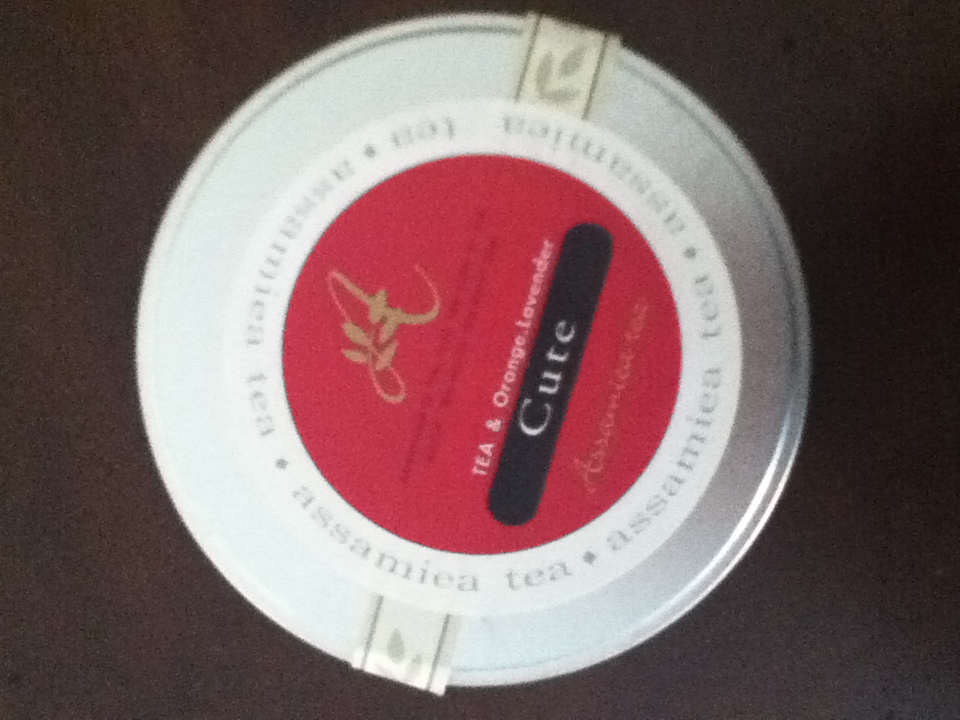 TEA & Orange.Lavender
Cute
Assamiea tea
assamiea tea • assamiea tea • assamiea tea • assamiea tea